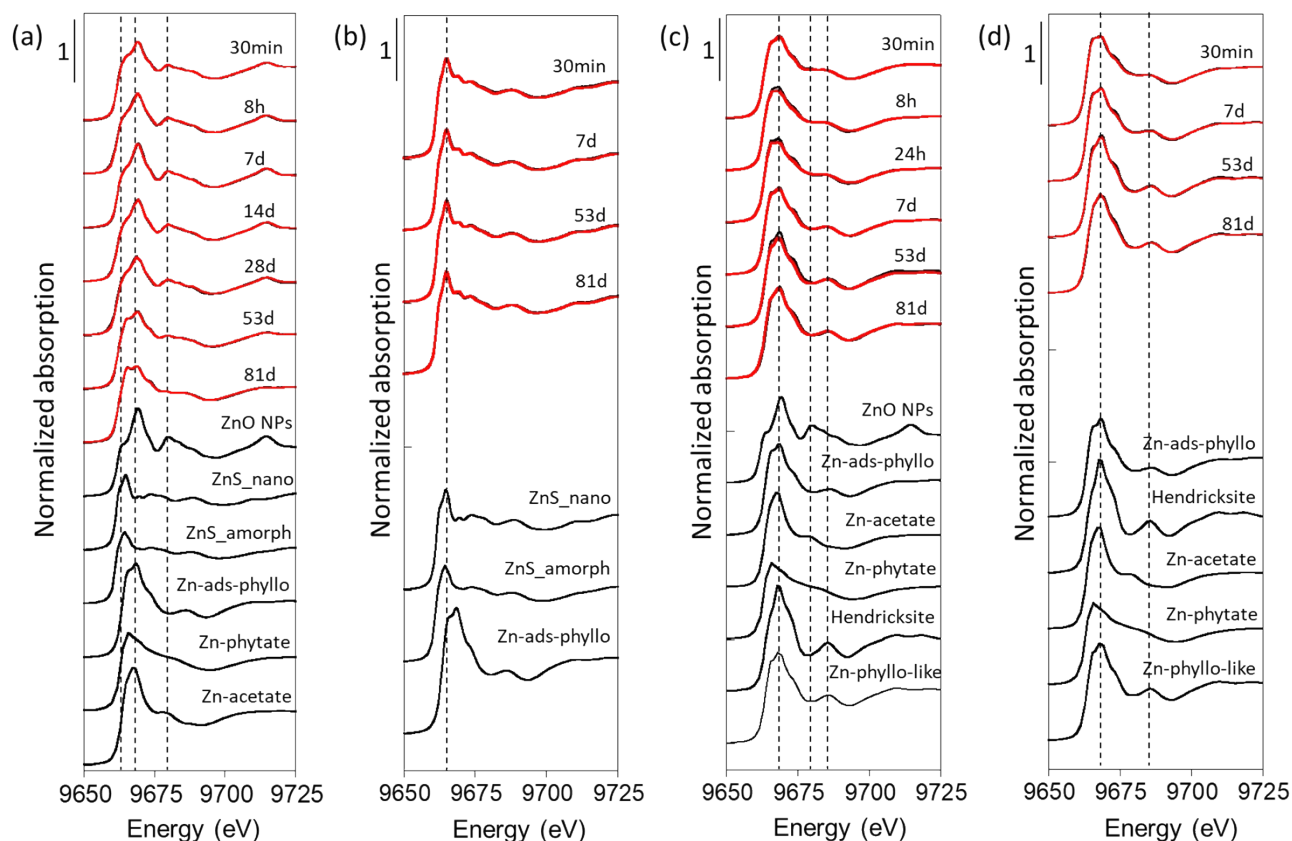 (a)
1
30min
8h
7d
14d
28d
53d
81d
ZnO NPs
ZnS_nano
ZnS_amorph
Zn-ads-phyllo
Zn-phytate
Zn-acetate
Normalized absorption
9650 9675 9700 9725
Energy (eV)
(b)
1
30min
7d
53d
81d
ZnS_nano
ZnS_amorph
Zn-ads-phyllo
Normalized absorption
9650 9675 9700 9725
Energy (eV)
(c)
1
30min
8h
24h
7d
53d
81d
ZnO NPs
Zn-ads-phyllo
Zn-acetate
Zn-phytate
Hendricksite
Zn-phyllo-like
Normalized absorption
9650 9675 9700 9725
Energy (eV)
(d)
1
30min
7d
53d
81d
Zn-ads-phyllo
Hendricksite
Zn-acetate
Zn-phytate
Zn-phyllo-like
Normalized absorption
9650 9675 9700 9725
Energy (eV)